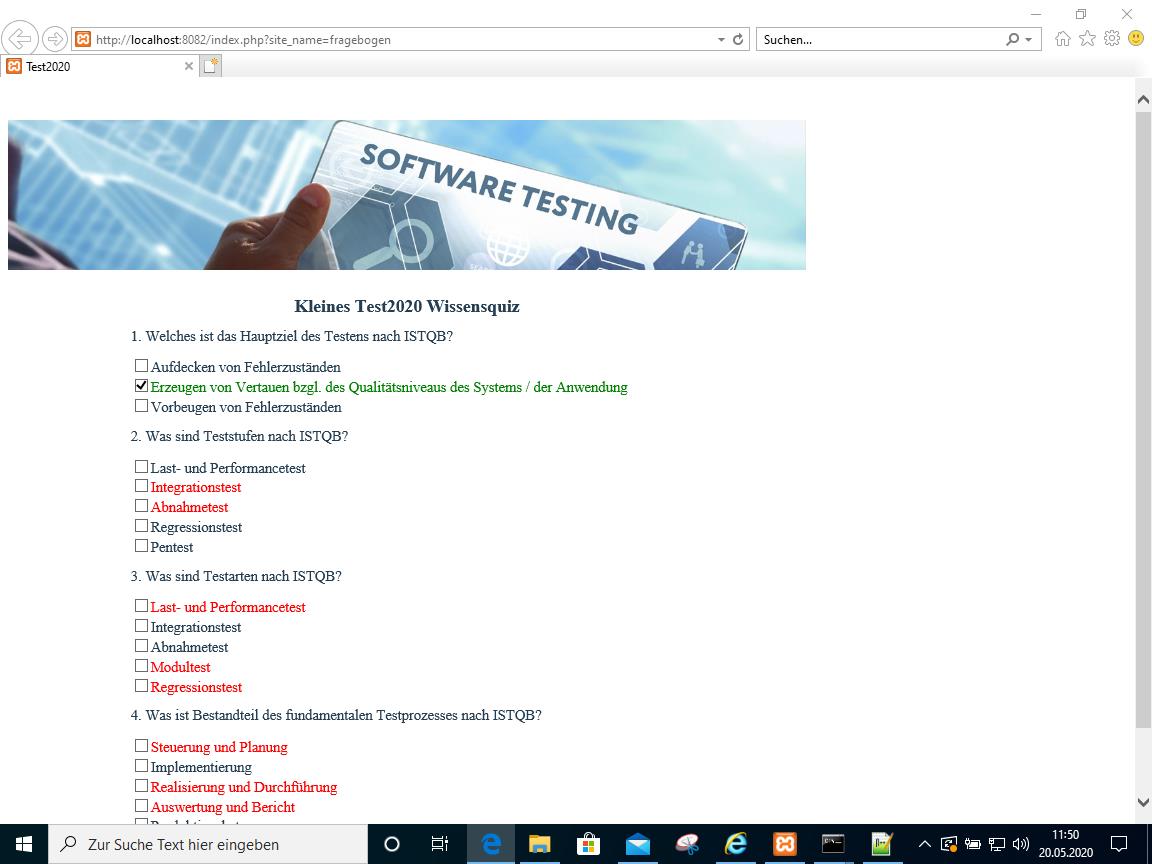 http://localhost:8082/index.php?site_name=fragebogen
Suchen...
Test2020
SOFTWARE TESTING
Kleines Test2020 Wissensquiz
1. Welches ist das Hauptziel des Testens nach ISTQB?
Aufdecken von Fehlerzuständen
Erzeugen von Vertauen bzgl. des Qualitätsniveaus des Systems / der Anwendung
Vorbeugen von Fehlerzuständen
2. Was sind Teststufen nach ISTQB?
Last- und Performancetest
Integrationstest
Abnahmetest
Regressionstest
Pentest
3. Was sind Testarten nach ISTQB?
Last- und Performancetest
Integrationstest
Abnahmetest
Modultest
Regressionstest
4. Was ist Bestandteil des fundamentalen Testprozesses nach ISTQB?
Steuerung und Planung
Implementierung
Realisierung und Durchführung
Auswertung und Bericht
Zur Suche Text hier eingeben
11:50
20.05.2020